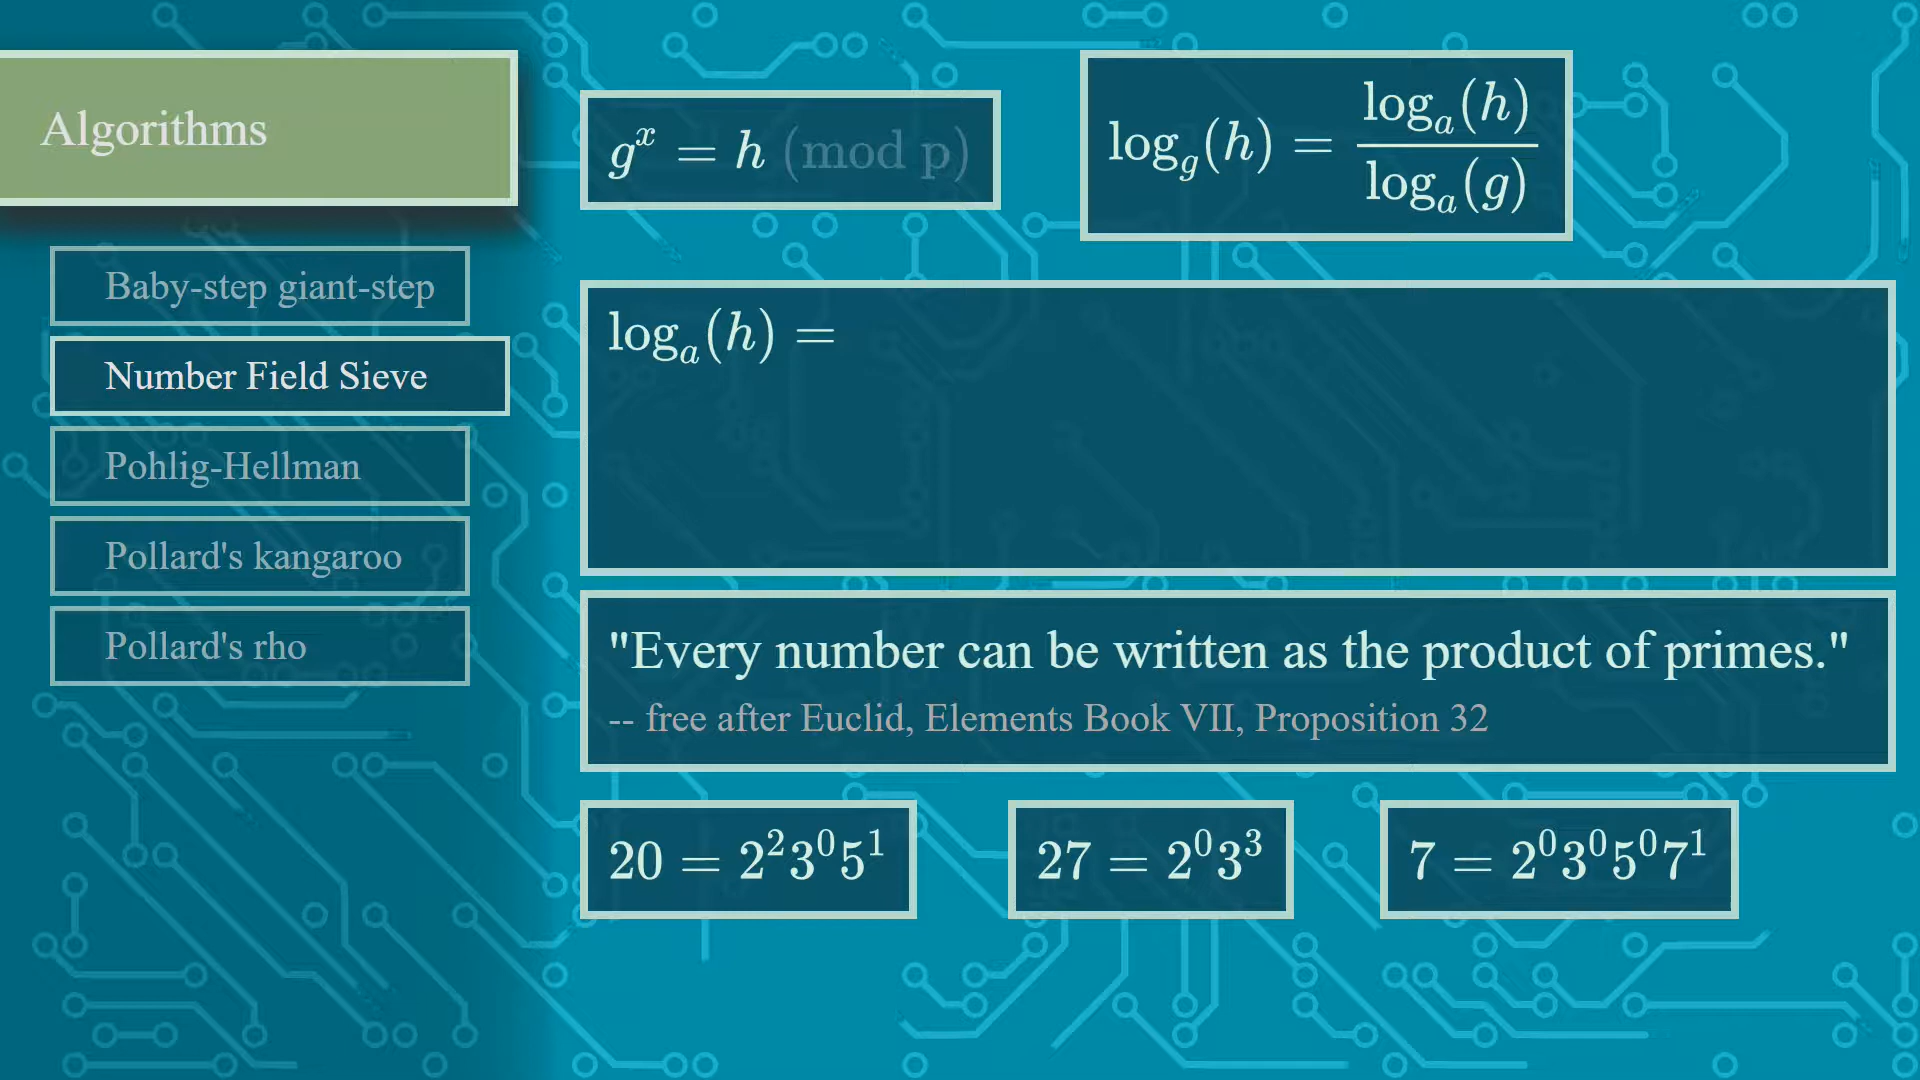 Algorithms
Baby-step giant-step
Number Field Sieve
Pohlig-Hellman
Pollard's kangaroo
Pollard's rho
g^x = h (mod p)
log_g(h) = log_a(h) / log_a(g)
log_a(h) =
"Every number can be written as the product of primes."
-- free after Euclid, Elements Book VII, Proposition 32
20 = 2^2 3^0 5^1
27 = 2^0 3^3
7 = 2^0 3^0 5^0 7^1